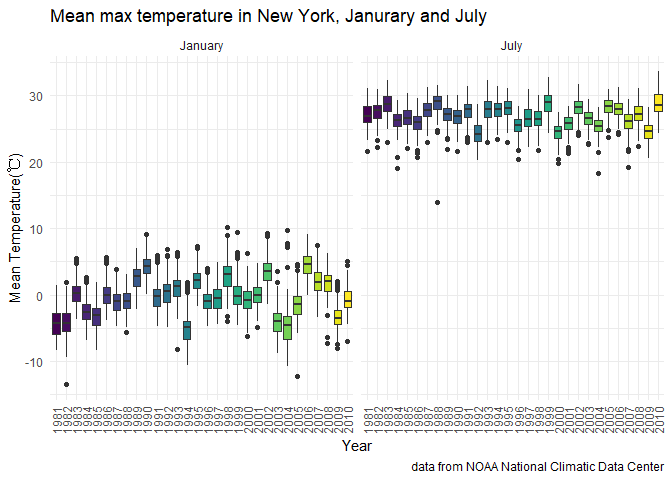 Mean max temperature in New York, Janurary and July
January July
30
20
10
0
-10
Mean Temperature(℃)
1981 1982 1983 1984 1985 1986 1987 1988 1989 1990 1991 1992 1993 1994 1995 1996 1997 1998 1999 2000 2001 2002 2003 2004 2005 2006 2007 2008 2009 2010 1981 1982 1983 1984 1985 1986 1987 1988 1989 1990 1991 1992 1993 1994 1995 1996 1997 1998 1999 2000 2001 2002 2003 2004 2005 2006 2007 2008 2009 2010
Year
data from NOAA National Climatic Data Center